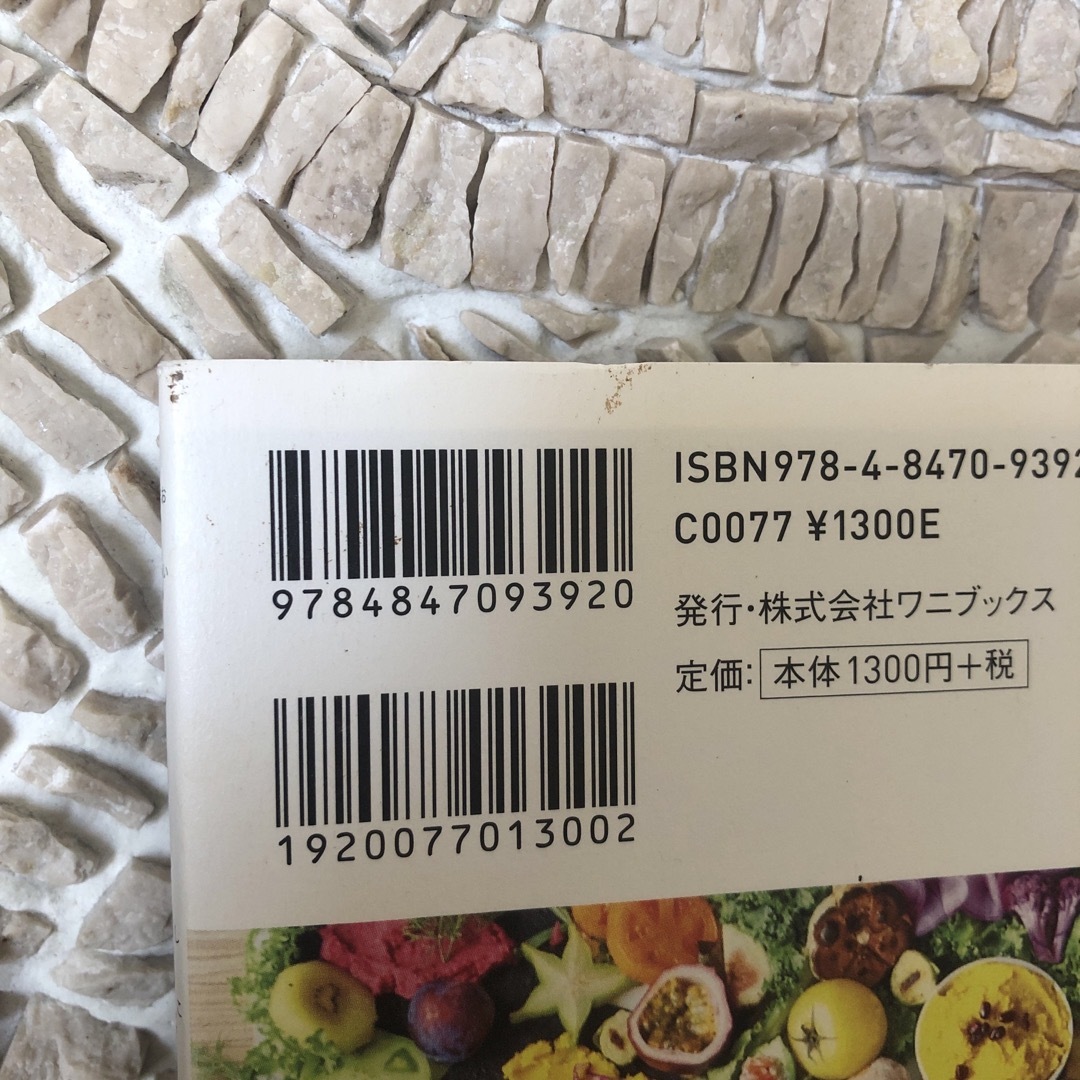 9784847093920
ISBN978-4-8470-9392
C0077 ¥1300E
発行・株式会社ワニブックス
定価: 本体1300円+税
1920077013002